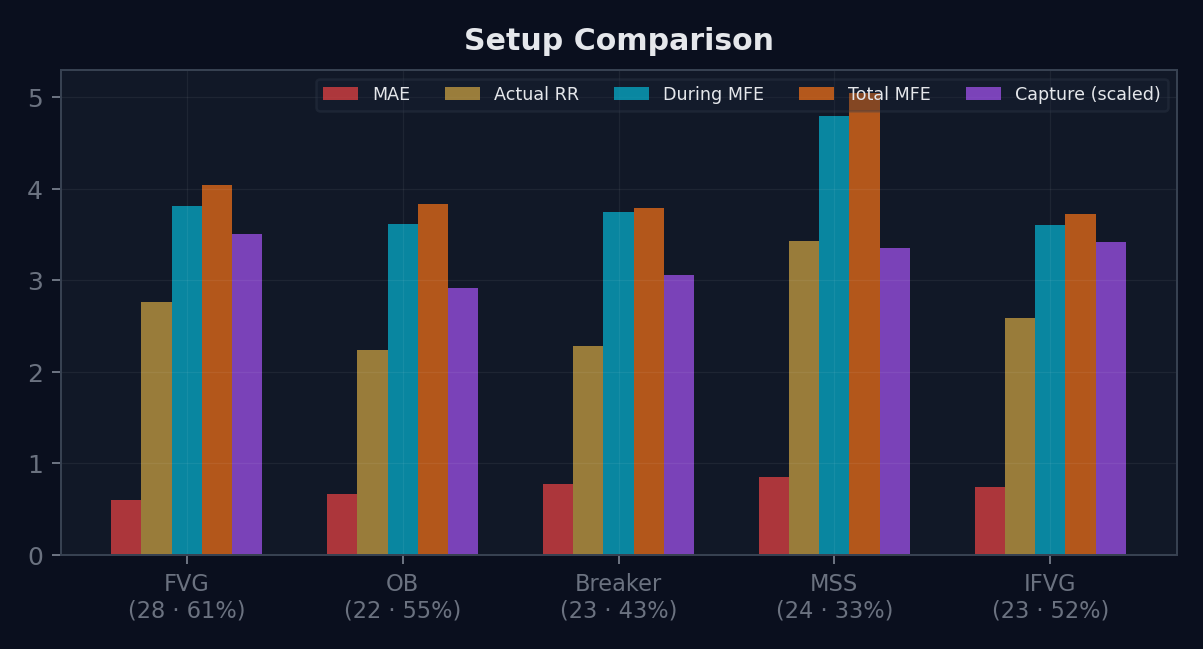 Setup Comparison
MAE Actual RR During MFE Total MFE Capture (scaled)
5
4
3
2
1
0
FVG OB Breaker MSS IFVG
(28 · 61%) (22 · 55%) (23 · 43%) (24 · 33%) (23 · 52%)